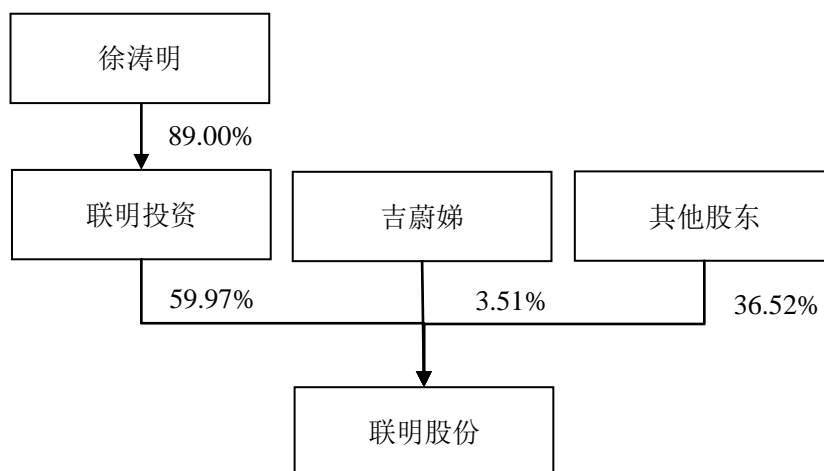 徐涛明
89.00%
联明投资
吉蔚娣
其他股东
59.97%
3.51%
36.52%
联明股份